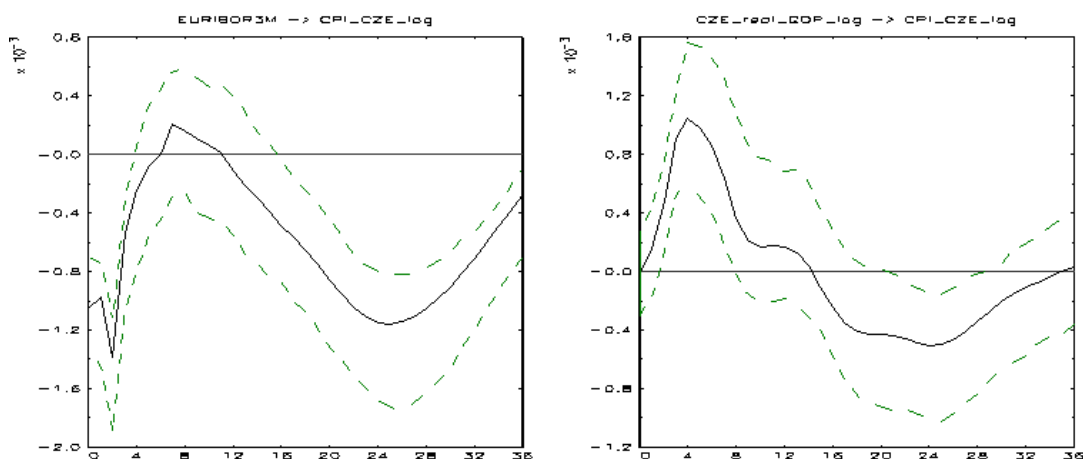 EURIBOR3M -> CPI_CZE_log
x 10^-3
0.8
0.4
-0.0
-0.4
-0.8
-1.2
-1.6
-2.0
0 4 8 12 16 20 24 28 32 36
CZE_real_GDP_log -> CPI_CZE_log
x 10^-3
1.6
1.2
0.8
0.4
-0.0
-0.4
-0.8
-1.2
0 4 8 12 16 20 24 28 32 36